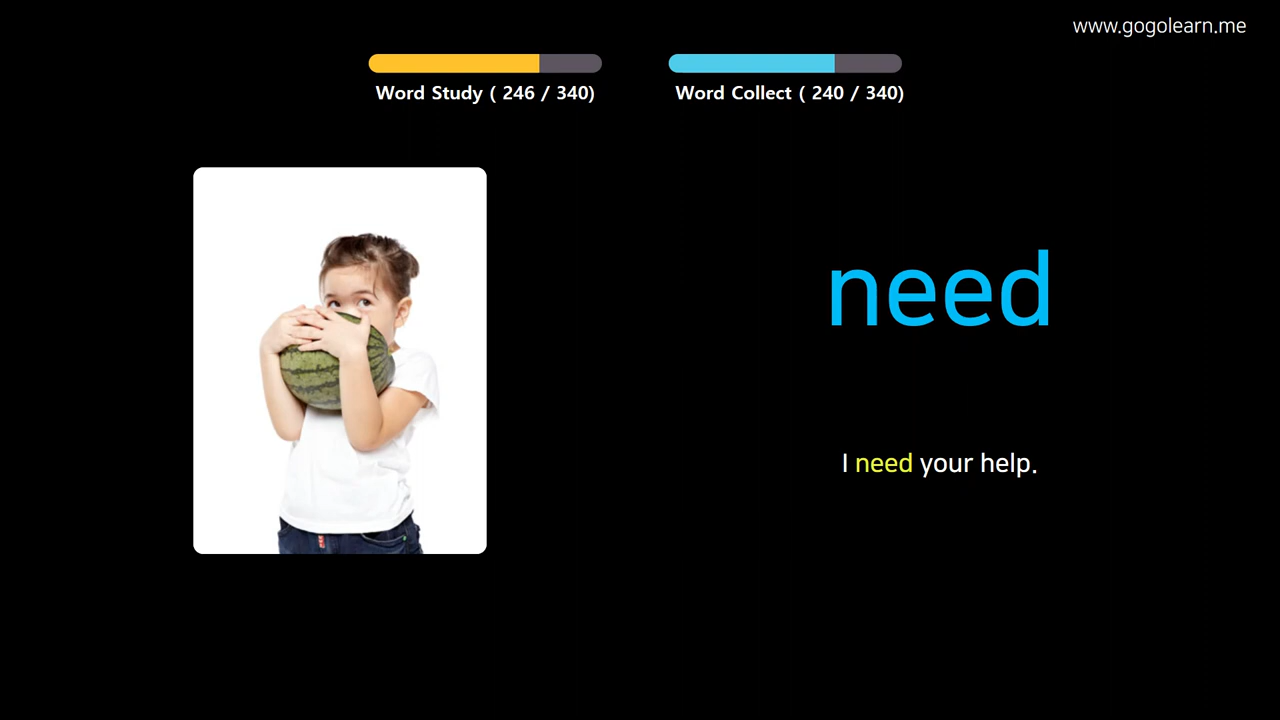 www.gogolearn.me
Word Study ( 246 / 340)
Word Collect ( 240 / 340)
need
I need your help.